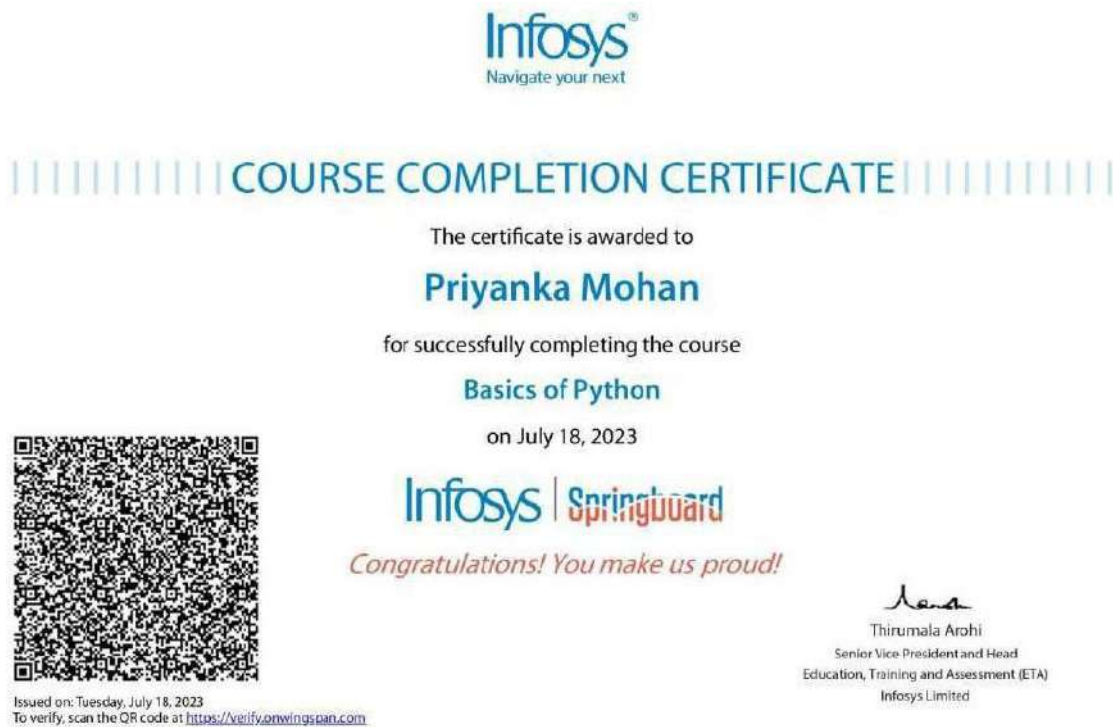 Infosys®
Navigate your next
COURSE COMPLETION CERTIFICATE
The certificate is awarded to
Priyanka Mohan
for successfully completing the course
Basics of Python
on July 18, 2023
Infosys | Springboard
Congratulations! You make us proud!
Thirumala Arohi
Senior Vice President and Head
Education, Training and Assessment (ETA)
Infosys Limited
Issued on: Tuesday, July 18, 2023
To verify, scan the QR code at https://verify.onwingspan.com